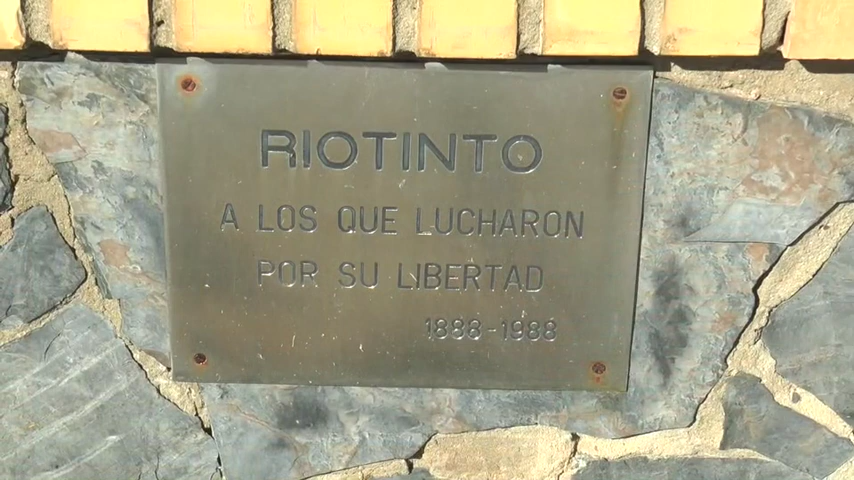 RIOTINTO
A LOS QUE LUCHARON
POR SU LIBERTAD
1888-1988